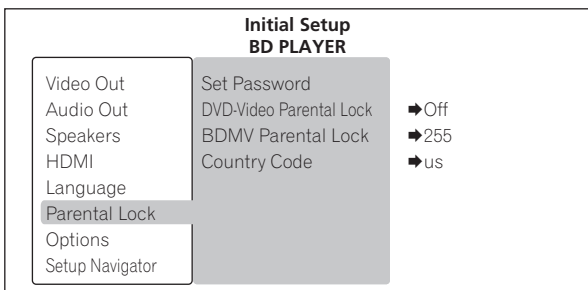 Initial Setup
BD PLAYER
Video Out
Audio Out
Speakers
HDMI
Language
Parental Lock
Options
Setup Navigator
Set Password
DVD-Video Parental Lock ➡Off
BDMV Parental Lock ➡255
Country Code ➡us